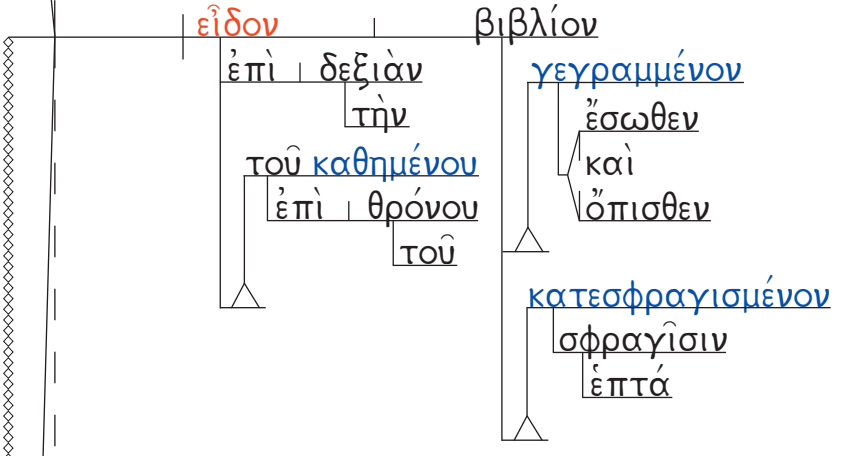 εἶδον βιβλίον
ἐπὶ δεξιὰν γεγραμμένον
τὴν ἔσωθεν
τοῦ καθημένου καὶ
ἐπὶ θρόνου ὄπισθεν
τοῦ
κατεσφραγισμένον
σφραγῖσιν
ἑπτά